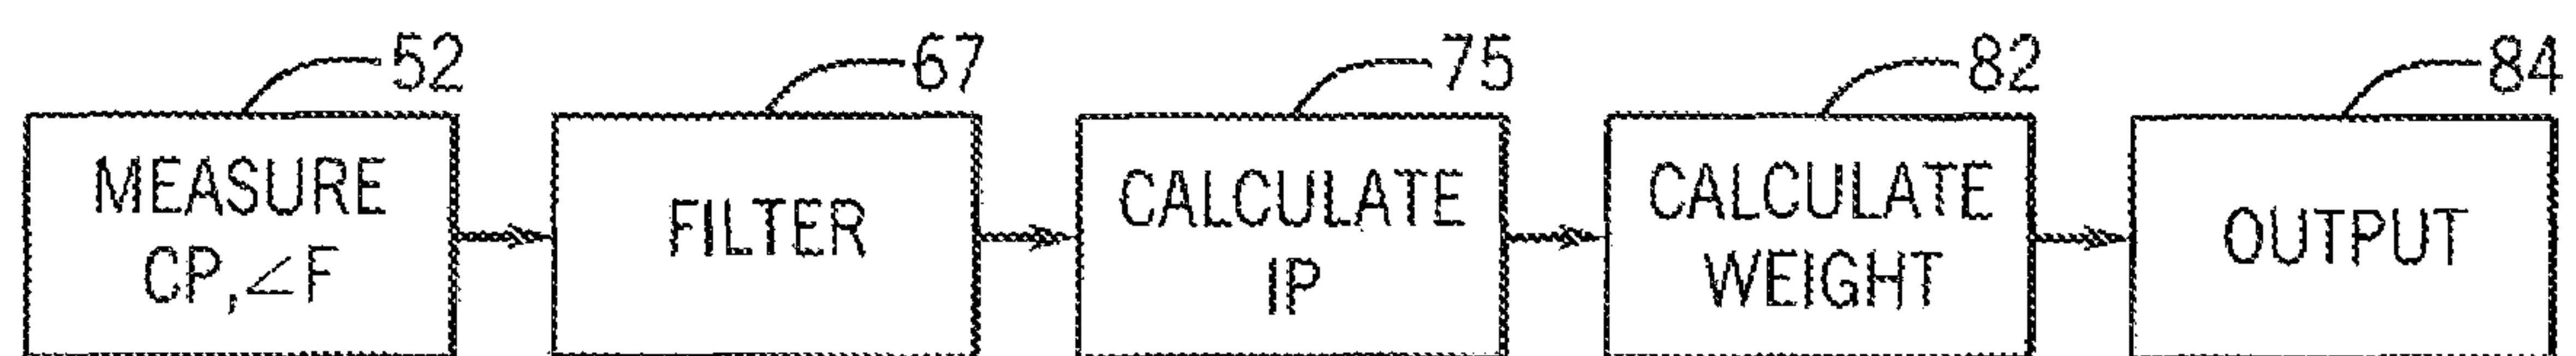 52 67 75 82 84
MEASURE
CP,∠F
FILTER
CALCULATE
IP
CALCULATE
WEIGHT
OUTPUT